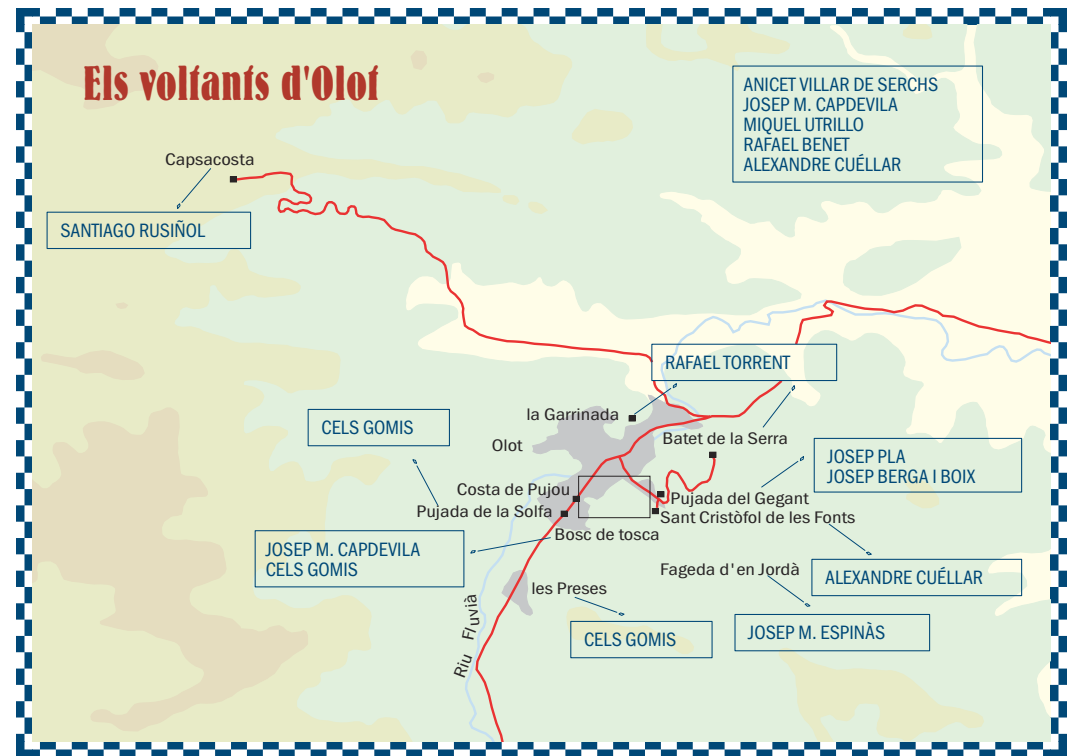 Els voltants d'Olot
ANICET VILLAR DE SERCHS
JOSEP M. CAPDEVILA
MIQUEL UTRILLO
RAFAEL BENET
ALEXANDRE CUÉLLAR
Capsacosta
SANTIAGO RUSIÑOL
RAFAEL TORRENT
la Garrinada
CELS GOMIS
Olot
Batet de la Serra
JOSEP PLA
JOSEP BERGA I BOIX
Costa de Pujou
Pujada del Gegant
Pujada de la Solfa
Sant Cristòfol de les Fonts
Bosc de tosca
JOSEP M. CAPDEVILA
CELS GOMIS
Fageda d'en Jordà
ALEXANDRE CUÉLLAR
les Preses
Riu Fluvià
CELS GOMIS
JOSEP M. ESPINÀS